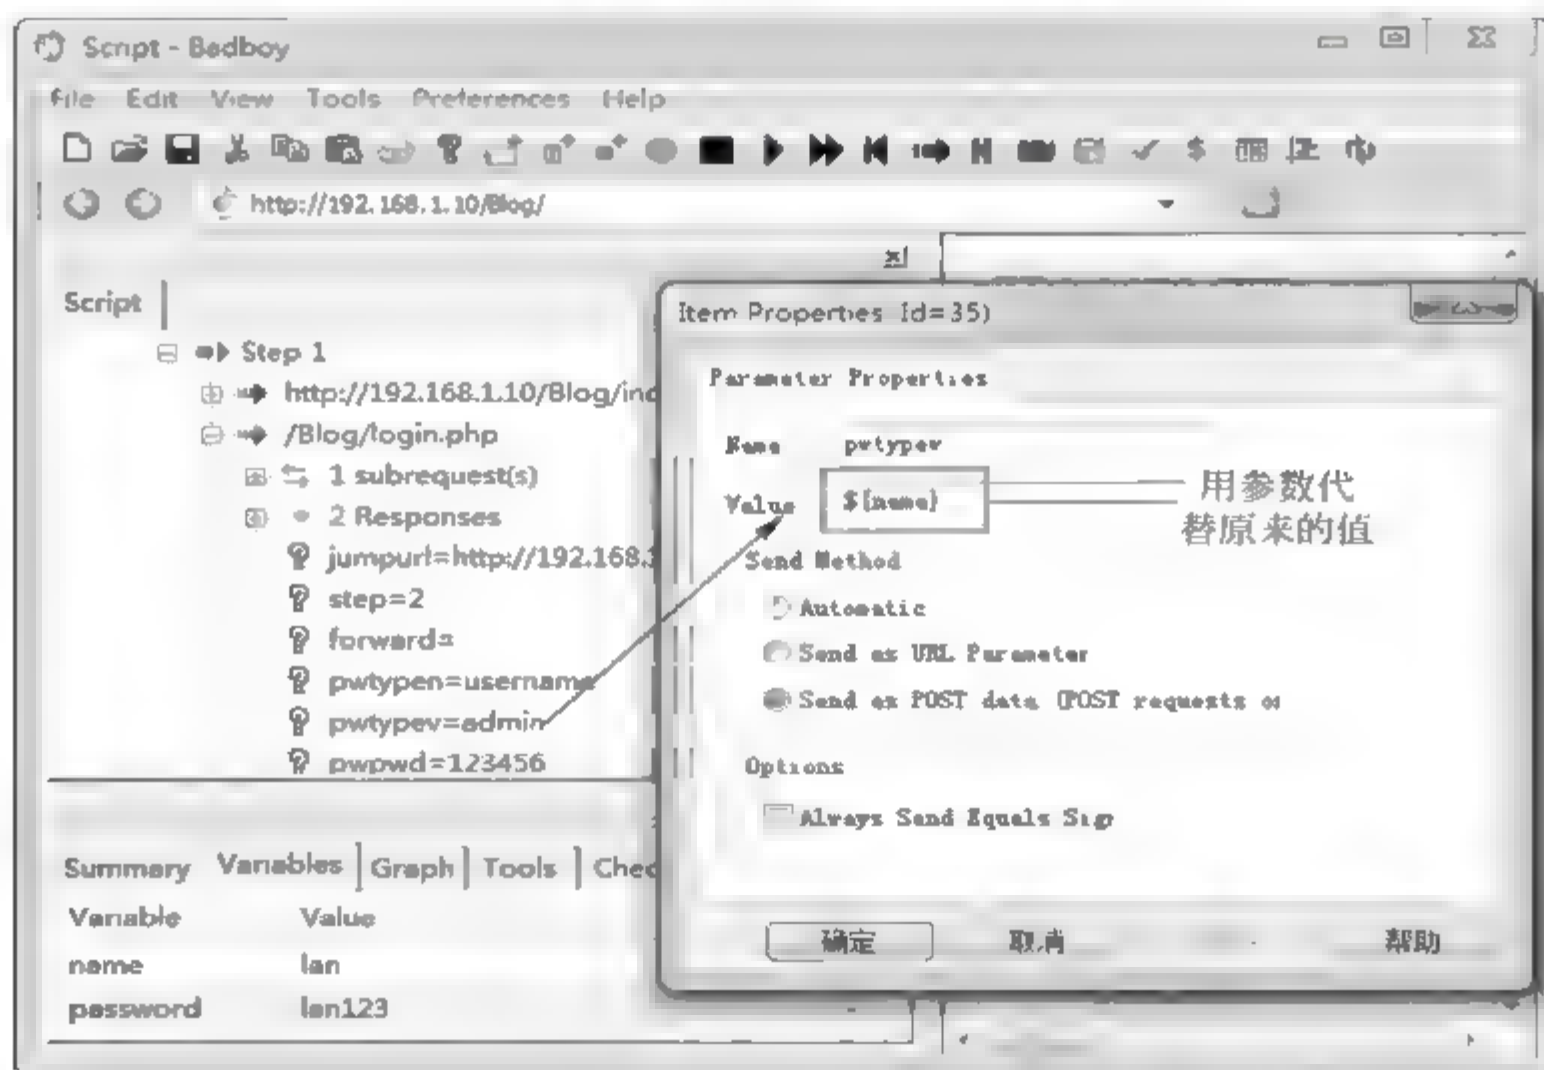 Script - Badboy
File Edit View Tools Preferences Help
http://192.168.1.10/Blog/
Script
Step 1
http://192.168.1.10/Blog/ind
/Blog/login.php
1 subrequest(s)
2 Responses
jumpurl=http://192.168.1
step=2
forward=
pwtypen=username
pwtypev=admin
pwpwd=123456
Summary Variables Graph Tools Chec
Variable Value
name lan
password lan123
Item Properties Id=35)
Parameter Properties
Name pwtypev
Value ${name}
用参数代
替原来的值
Send Method
Automatic
Send as URL Parameter
Send as POST data (POST requests o
Options
Always Send Equals Sign
确定 取消 帮助